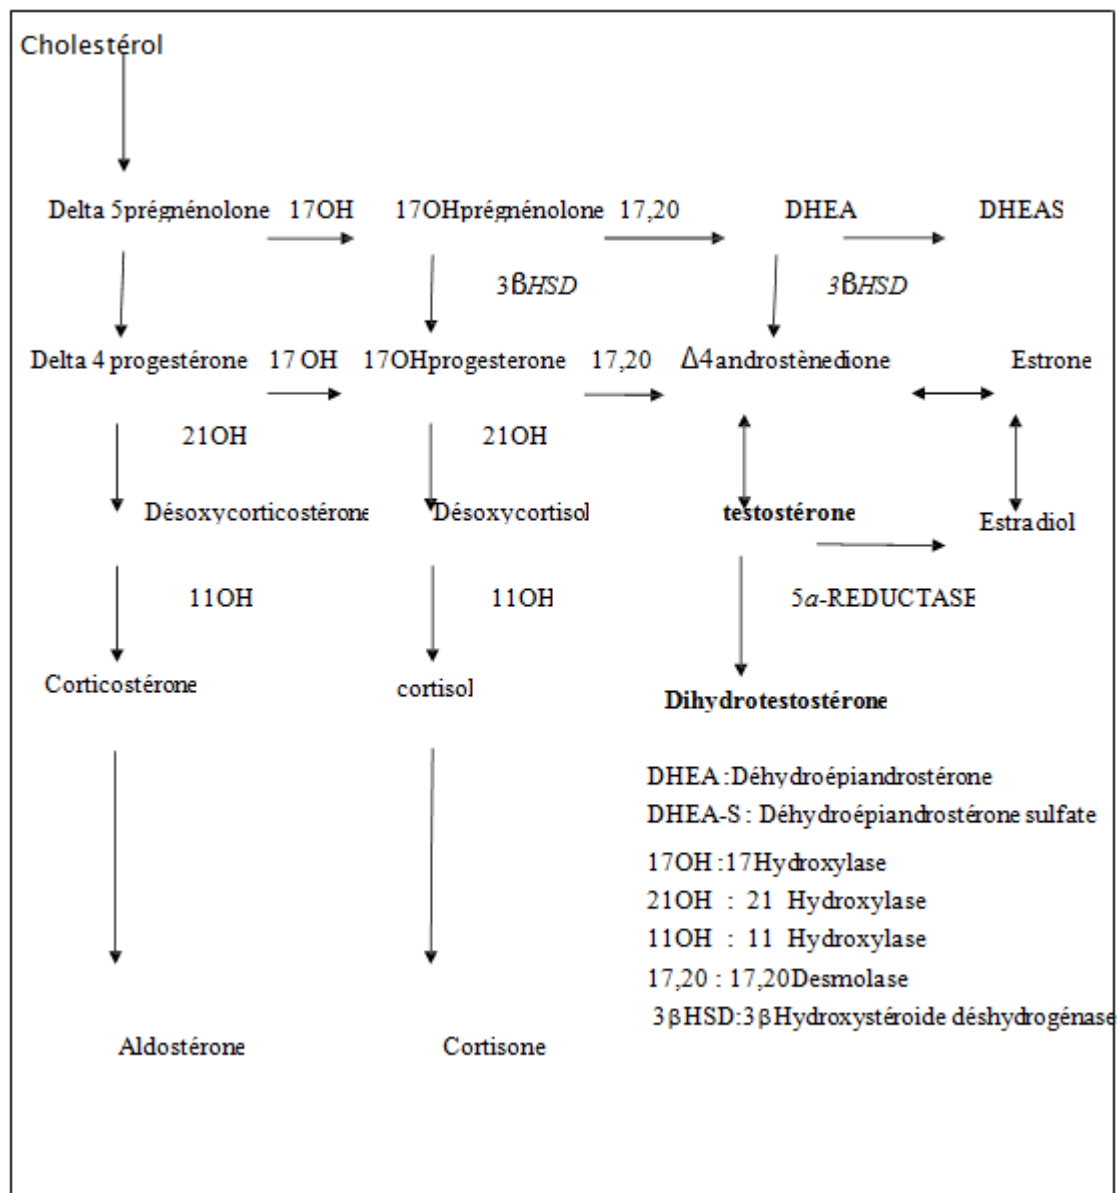 Cholestérol
Delta 5prégnénolone 17OH 17OHprégnénolone 17,20 DHEA DHEAS
3βHSD 3βHSD
Delta 4 progestérone 17 OH 17OHprogesterone 17,20 Δ4androstènedione Estrone
21OH 21OH
Désoxycorticostérone Désoxycortisol testostérone Estradiol
11OH 11OH 5α-REDUCTASE
Corticostérone cortisol Dihydrotestostérone
DHEA :Déhydroépiandrostérone
DHEA-S : Déhydroépiandrostérone sulfate
17OH :17Hydroxylase
21OH : 21 Hydroxylase
11OH : 11 Hydroxylase
17,20 : 17,20Desmolase
3βHSD:3βHydroxystéroide déshydrogénase
Aldostérone Cortisone